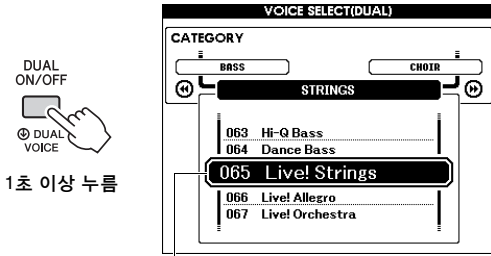 DUAL
ON/OFF
DUAL
VOICE
1초 이상 누름
VOICE SELECT(DUAL)
CATEGORY
BASS
CHOIR
STRINGS
063 Hi-Q Bass
064 Dance Bass
065 Live! Strings
066 Live! Allegro
067 Live! Orchestra